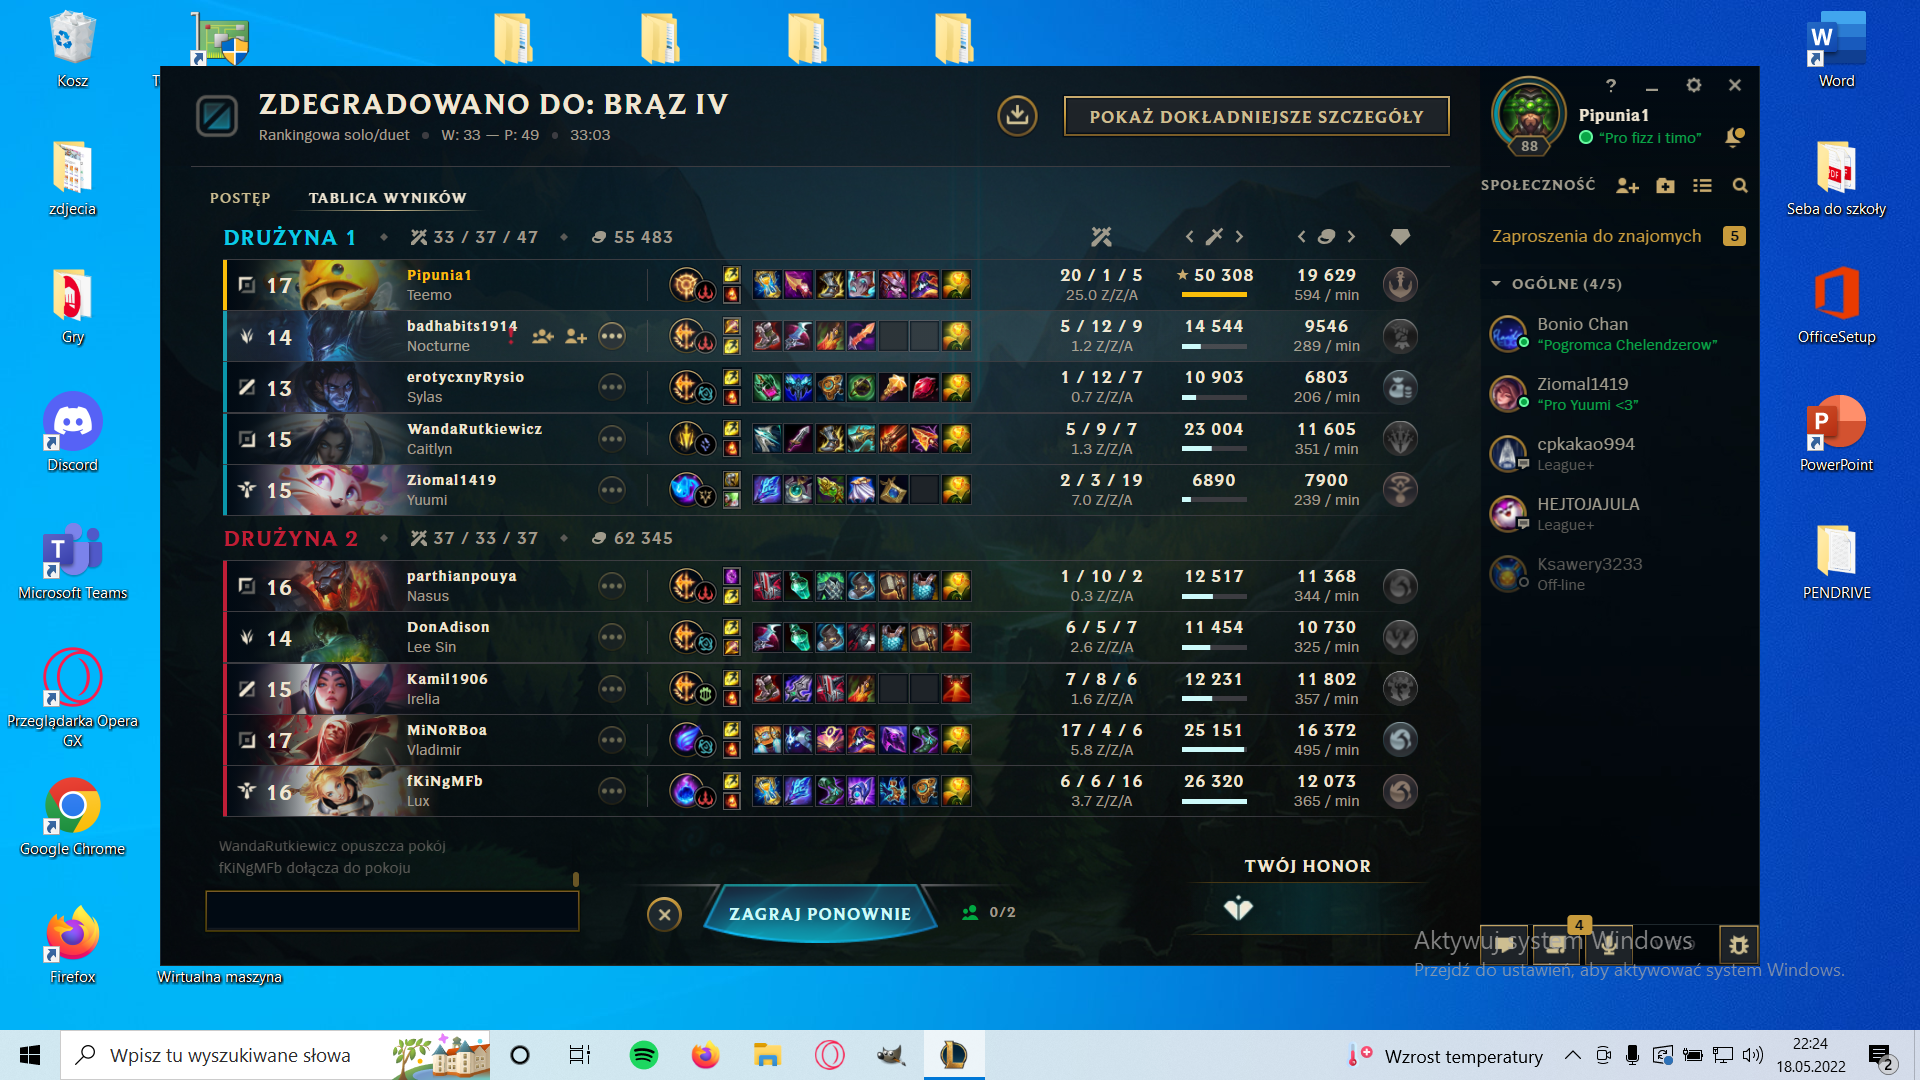 Kosz
T
zdjecia
Gry
Discord
Microsoft Teams
Przeglądarka Opera
GX
Google Chrome
Firefox
Wirtualna maszyna
ZDEGRADOWANO DO: BRĄZ IV
Rankingowa solo/duet • W: 33 — P: 49 • 33:03
POKAŻ DOKŁADNIEJSZE SZCZEGÓŁY
POSTĘP TABLICA WYNIKÓW
DRUŻYNA 1 33 / 37 / 47 55 483
17 Pipunia1 20 / 1 / 5 50 308 19 629
Teemo 25.0 Z/Z/A 594 / min
14 badhabits1914 5 / 12 / 9 14 544 9546
Nocturne 1.2 Z/Z/A 289 / min
13 erotycxnyRysio 1 / 12 / 7 10 903 6803
Sylas 0.7 Z/Z/A 206 / min
15 WandaRutkiewicz 5 / 9 / 7 23 004 11 605
Caitlyn 1.3 Z/Z/A 351 / min
15 Ziomal1419 2 / 3 / 19 6890 7900
Yuumi 7.0 Z/Z/A 239 / min
DRUŻYNA 2 37 / 33 / 37 62 345
16 parthianpouya 1 / 10 / 2 12 517 11 368
Nasus 0.3 Z/Z/A 344 / min
14 DonAdison 6 / 5 / 7 11 454 10 730
Lee Sin 2.6 Z/Z/A 325 / min
15 Kamil1906 7 / 8 / 6 12 231 11 802
Irelia 1.6 Z/Z/A 357 / min
17 MiNoRBoa 17 / 4 / 6 25 151 16 372
Vladimir 5.8 Z/Z/A 495 / min
16 fKiNgMFb 6 / 6 / 16 26 320 12 073
Lux 3.7 Z/Z/A 365 / min
WandaRutkiewicz opuszcza pokój
fKiNgMFb dołącza do pokoju
ZAGRAJ PONOWNIE
0/2
TWÓJ HONOR
?
88
Pipunia1
"Pro fizz i timo"
SPOŁECZNOŚĆ
Zaproszenia do znajomych 5
OGÓLNE (4/5)
Bonio Chan
"Pogromca Chelendzerow"
Ziomal1419
"Pro Yuumi <3"
cpkakao994
League+
HEJTOJAJULA
League+
Ksawery3233
Off-line
4
Aktywuj system Windows
Przejdź do ustawień, aby aktywować system Windows.
Word
PDF
Seba do szkoły
OfficeSetup
PowerPoint
PENDRIVE
Wpisz tu wyszukiwane słowa
Wzrost temperatury
22:24
18.05.2022
2